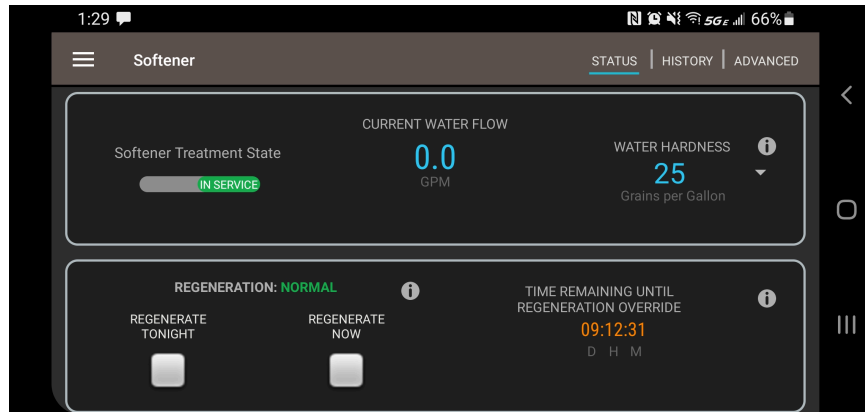 1:29
5GE 66%
Softener
STATUS | HISTORY | ADVANCED
CURRENT WATER FLOW
Softener Treatment State
0.0
WATER HARDNESS
IN SERVICE
GPM
25
Grains per Gallon
REGENERATION: NORMAL
TIME REMAINING UNTIL
REGENERATION OVERRIDE
REGENERATE
TONIGHT
REGENERATE
NOW
09:12:31
D H M